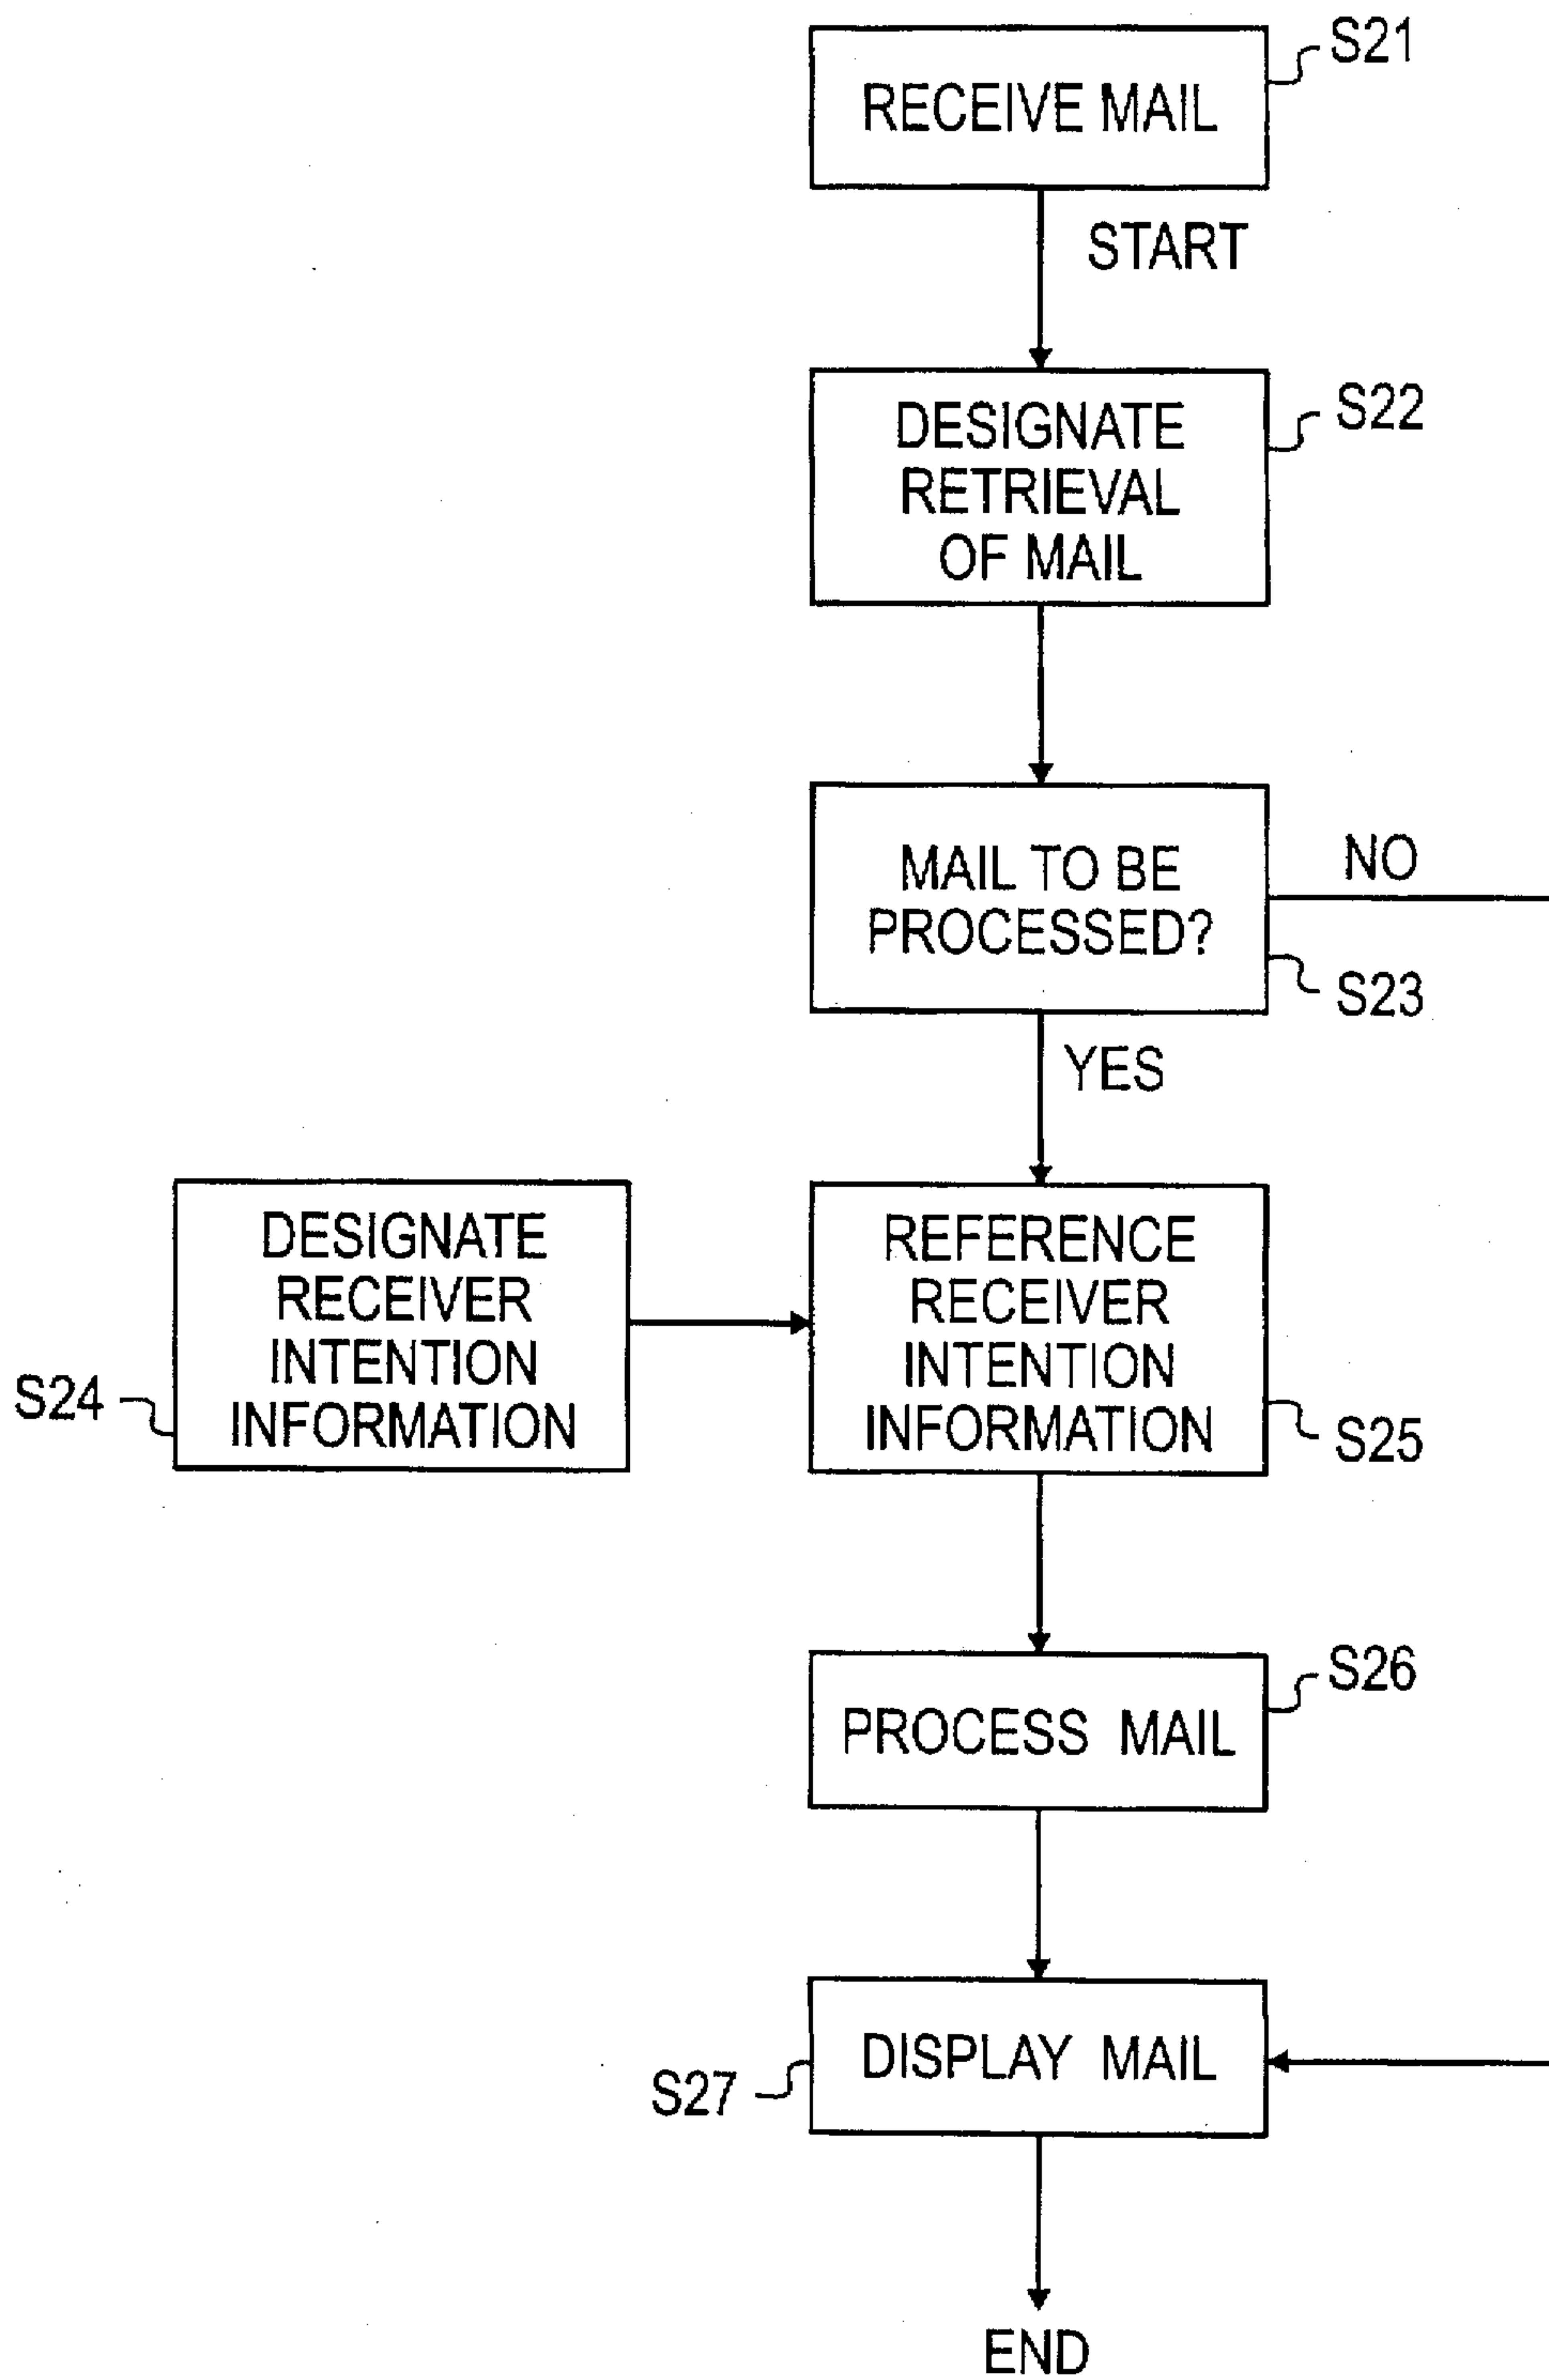 S21
RECEIVE MAIL
START
S22
DESIGNATE
RETRIEVAL
OF MAIL
MAIL TO BE
PROCESSED?
NO
S23
YES
DESIGNATE
RECEIVER
INTENTION
INFORMATION
S24
REFERENCE
RECEIVER
INTENTION
INFORMATION
S25
S26
PROCESS MAIL
DISPLAY MAIL
S27
END